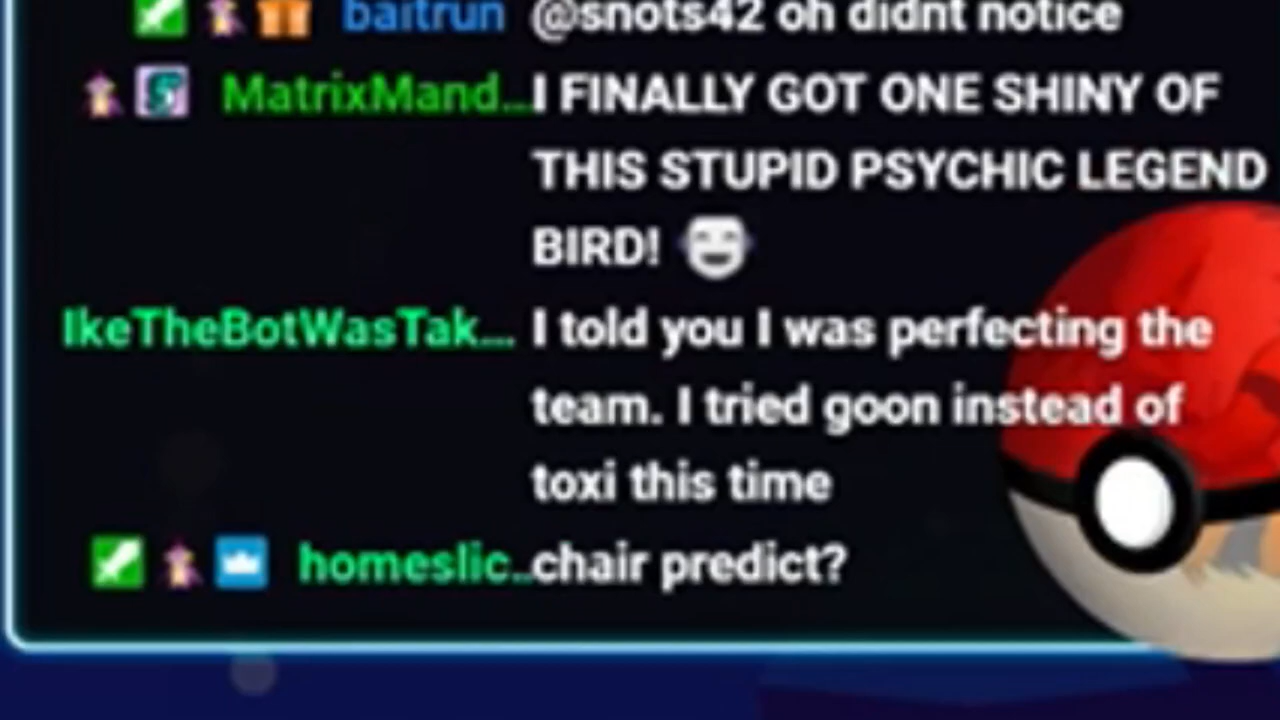 baitrun @snots42 oh didnt notice
MatrixMand... I FINALLY GOT ONE SHINY OF
THIS STUPID PSYCHIC LEGEND
BIRD!
IkeTheBotWasTak... I told you I was perfecting the
team. I tried goon instead of
toxi this time
homeslic... chair predict?